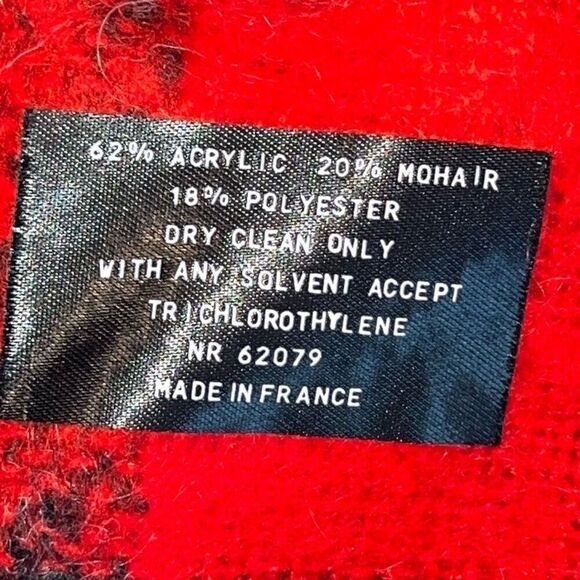 62% ACRYLIC 20% MOHAIR
18% POLYESTER
DRY CLEAN ONLY
WITH ANY SOLVENT ACCEPT
TRICHLOROTHYLENE
NR 62079
MADE IN FRANCE